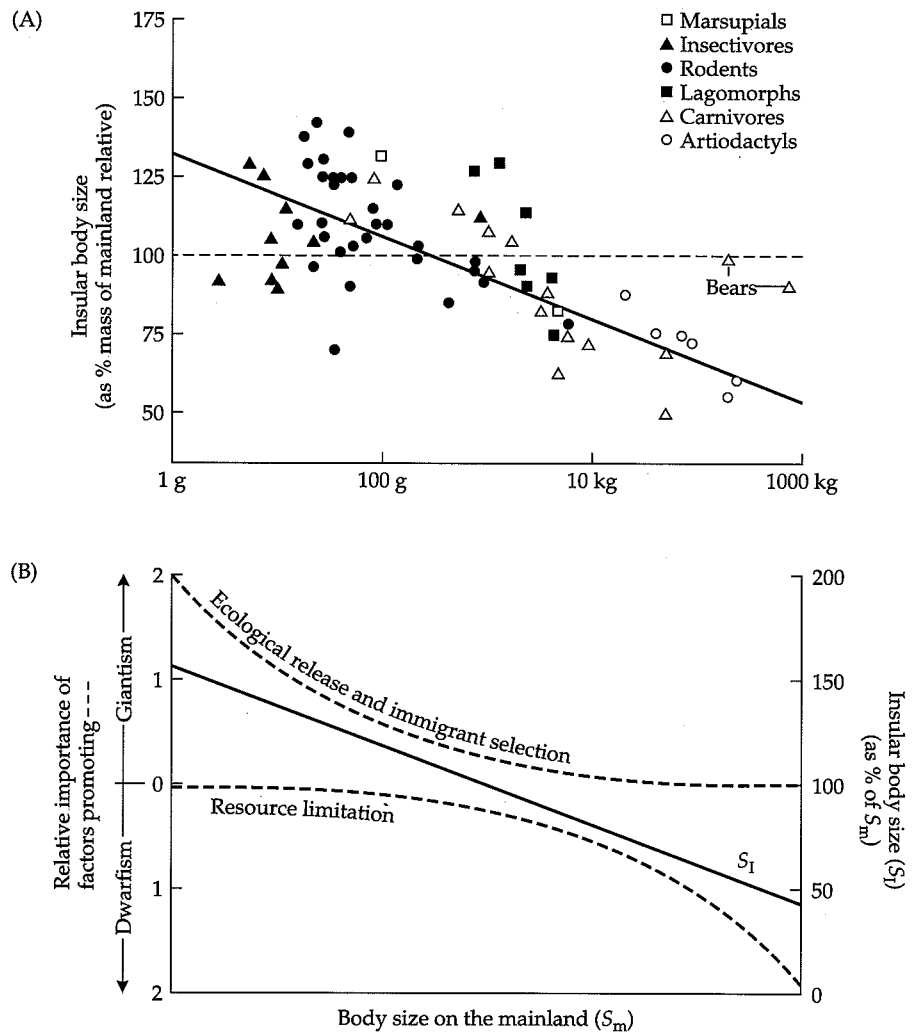 (A)
175
150
125
100
75
50
Insular body size
(as % mass of mainland relative)
Marsupials
Insectivores
Rodents
Lagomorphs
Carnivores
Artiodactyls
Bears
1 g
100 g
10 kg
1000 kg
(B)
Relative importance of
factors promoting ---
Giantism
Dwarfism
2
1
0
1
2
Ecological release and immigrant selection
Resource limitation
SI
200
150
100
50
0
Insular body size (SI)
(as % of Sm)
Body size on the mainland (Sm)